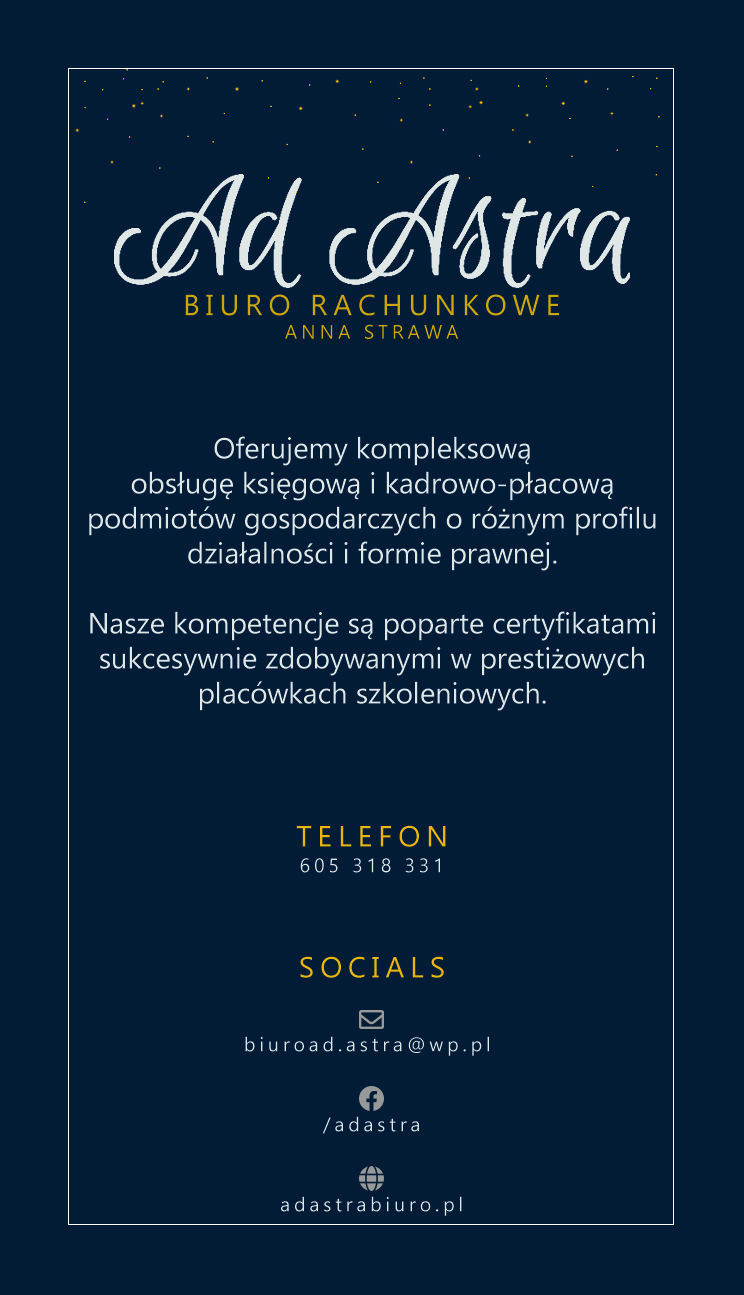 Ad Astra
BIURO RACHUNKOWE
ANNA STRAWA
Oferujemy kompleksową
obsługę księgową i kadrowo-płacową
podmiotów gospodarczych o różnym profilu
działalności i formie prawnej.
Nasze kompetencje są poparte certyfikatami
sukcesywnie zdobywanymi w prestiżowych
placówkach szkoleniowych.
TELEFON
605 318 331
SOCIALS
biuroad.astra@wp.pl
/adastra
adastrabiuro.pl